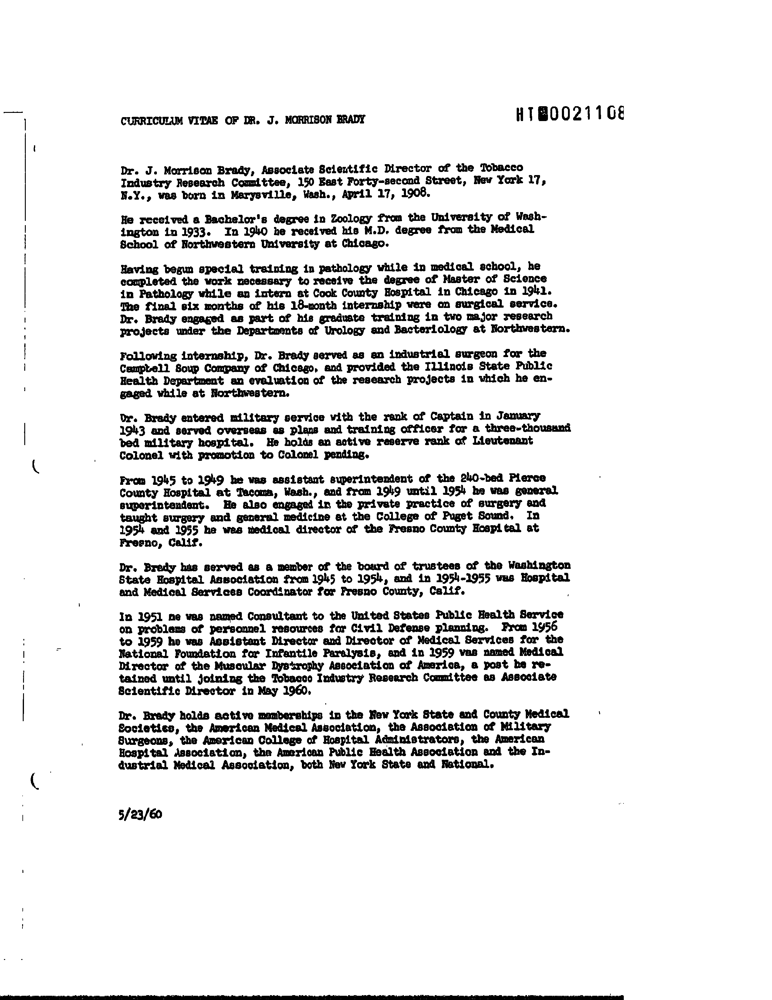 HT 0021108
CURRICULUM VITAE OF DR. J. MORRISON BRADY
Dr. J. Morrison Brady, Associate Scientific Director of the Tobacco
Industry Research Committee, 150 East Forty-second Street, New York 17,
N.Y., was born in Marysville, Wash., April 17, 1908.
He received a Bachelor's degree in Zoology from the University of Wash-
ington in 1933. In 1940 he received his M.D. degree from the Medical
School of Northwestern University at Chicago.
Having begun special training in pathology while in medical school, he
completed the work necessary to receive the degree of Master of Science
in Pathology while an intern at Cook County Hospital in Chicago in 1941.
The final six months of his 18-month internship were on surgical service.
Dr. Brady engaged as part of his graduate training in two major research
projects under the Departments of Urology and Bacteriology at Northwestern.
Following internship, Dr. Brady served as an industrial surgeon for the
Campbell Soup Company of Chicago, and provided the Illinois State Public
Health Department an evaluation of the research projects in which he en-
gaged while at Northwestern.
Dr. Brady entered military service with the rank of Captain in January
1943 and served overseas as plans and training officer for a three-thousand
bed military hospital. He holds an active reserve rank of Lieutenant
Colonel with promotion to Colonel pending.
From 1945 to 1949 he was assistant superintendent of the 240-bed Pierce
County Hospital at Tacoma, Wash., and from 1949 until 1954 he was general
superintendent. He also engaged in the private practice of surgery and
taught surgery and general medicine at the College of Puget Sound. In
1954 and 1955 he was medical director of the Fresno County Hospital at
Fresno, Calif.
Dr. Brady has served as a member of the board of trustees of the Washington
State Hospital Association from 1945 to 1954, and in 1954-1955 was Hospital
and Medical Services Coordinator for Fresno County, Calif.
In 1951 he was named Consultant to the United States Public Health Service
on problems of personnel resources for Civil Defense planning. From 1956
to 1959 he was Assistant Director and Director of Medical Services for the
National Foundation for Infantile Paralysis, and in 1959 was named Medical
Director of the Muscular Dystrophy Association of America, a post he re-
tained until joining the Tobacco Industry Research Committee as Associate
Scientific Director in May 1960.
Dr. Brady holds active memberships in the New York State and County Medical
Societies, the American Medical Association, the Association of Military
Surgeons, the American College of Hospital Administrators, the American
Hospital Association, the American Public Health Association and the In-
dustrial Medical Association, both New York State and National.
5/23/60